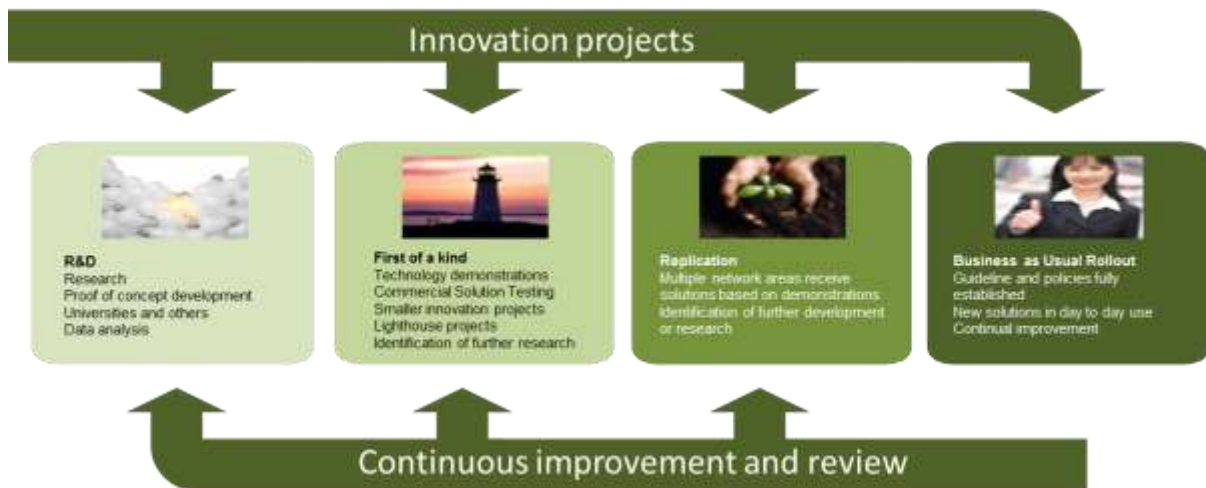 Innovation projects
R&D
Research
Proof of concept development
Universities and others
Data analysis
First of a kind
Technology demonstrations
Commercial Solution Testing
Smaller innovation projects
Lighthouse projects
Identification of further research
Replication
Multiple network areas receive
solutions based on demonstrations
Identification of further development
or research
Business as Usual Rollout
Guideline and policies fully
established
New solutions in day to day use
Continual improvement
Continuous improvement and review